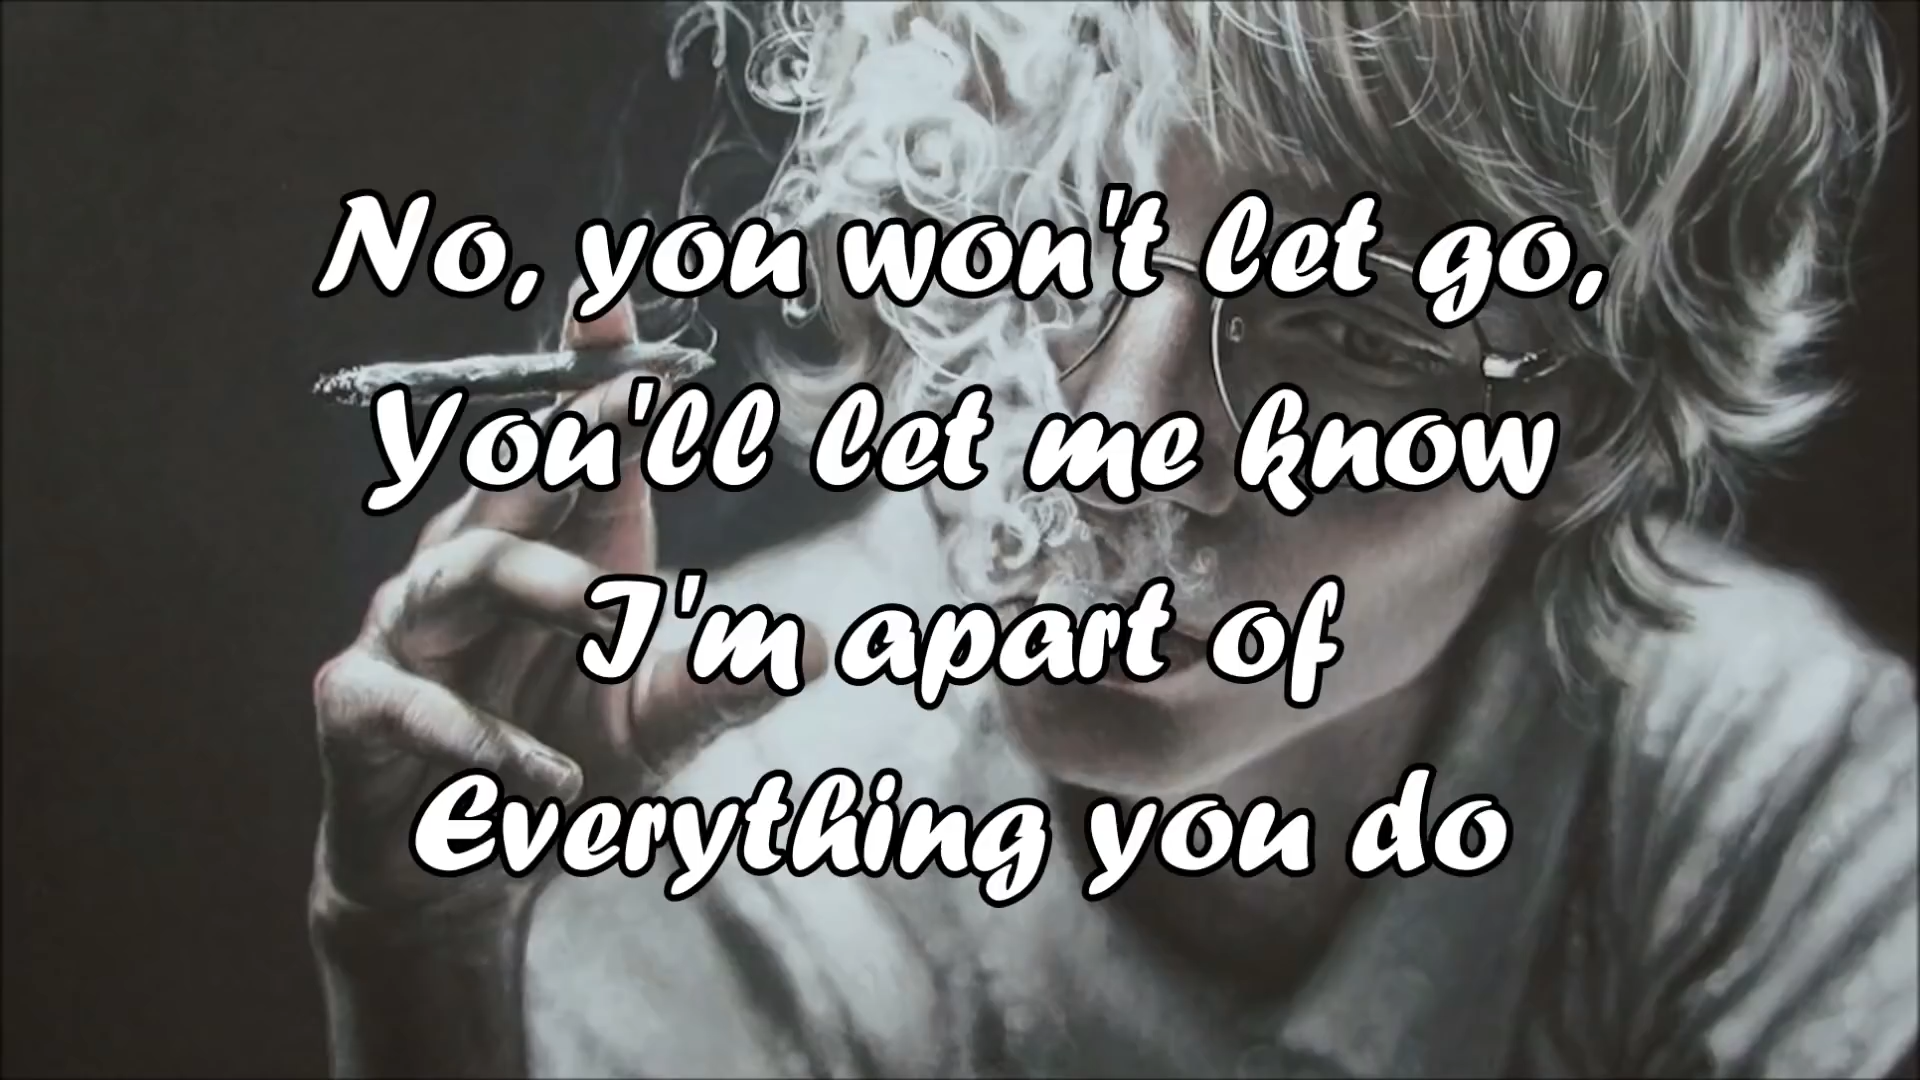 No, you won't let go,
You'll let me know
I'm apart of
Everything you do